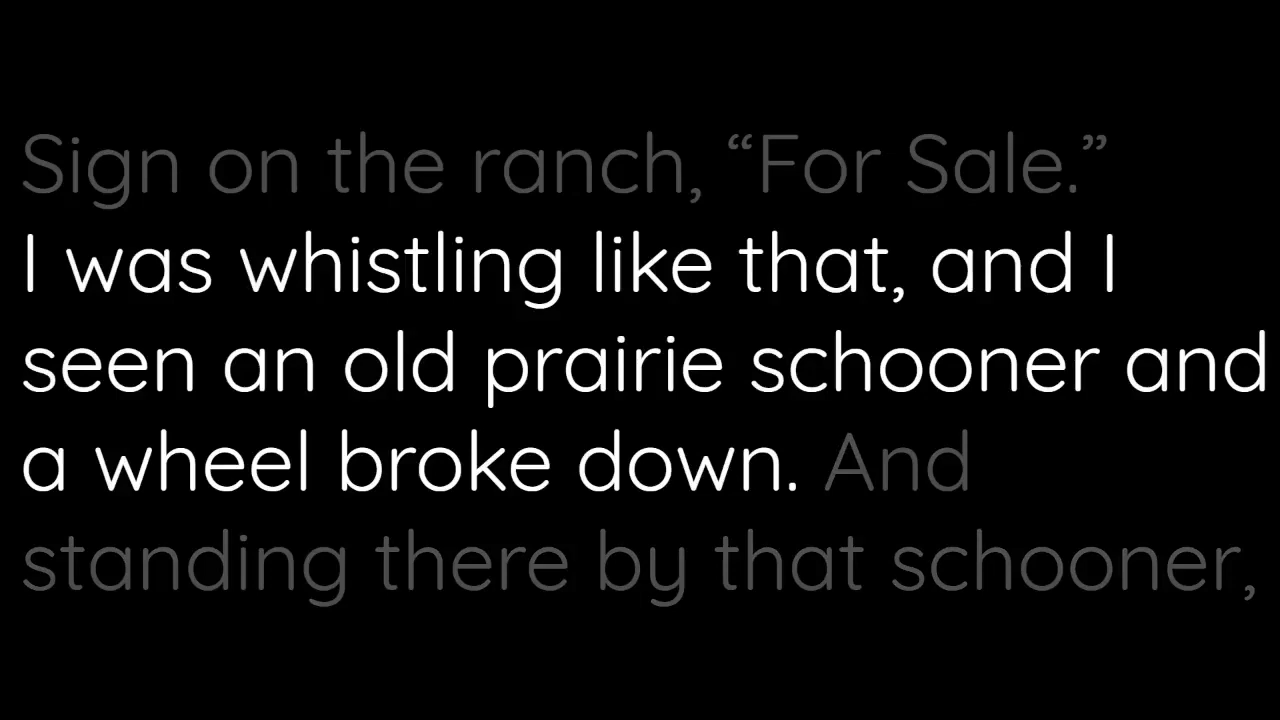 Sign on the ranch, “For Sale.”
I was whistling like that, and I
seen an old prairie schooner and
a wheel broke down. And
standing there by that schooner,